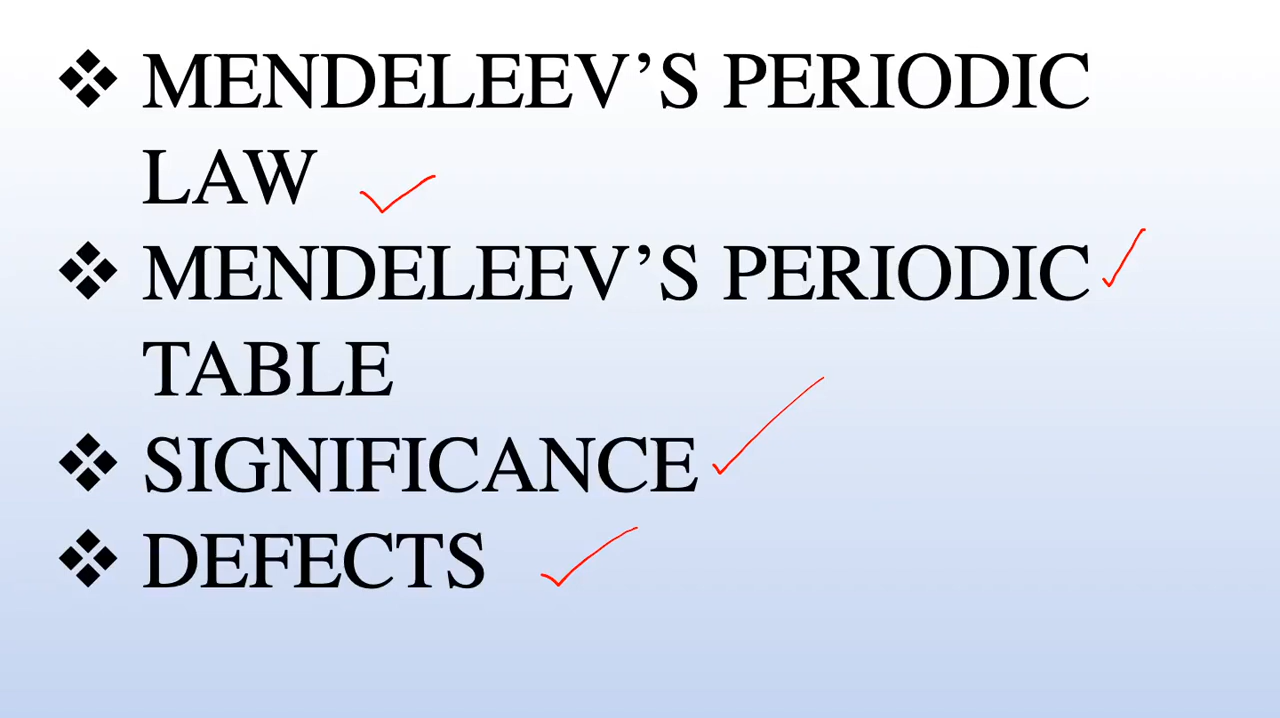 ❖ MENDELEEV’S PERIODIC
LAW
❖ MENDELEEV’S PERIODIC
TABLE
❖ SIGNIFICANCE
❖ DEFECTS